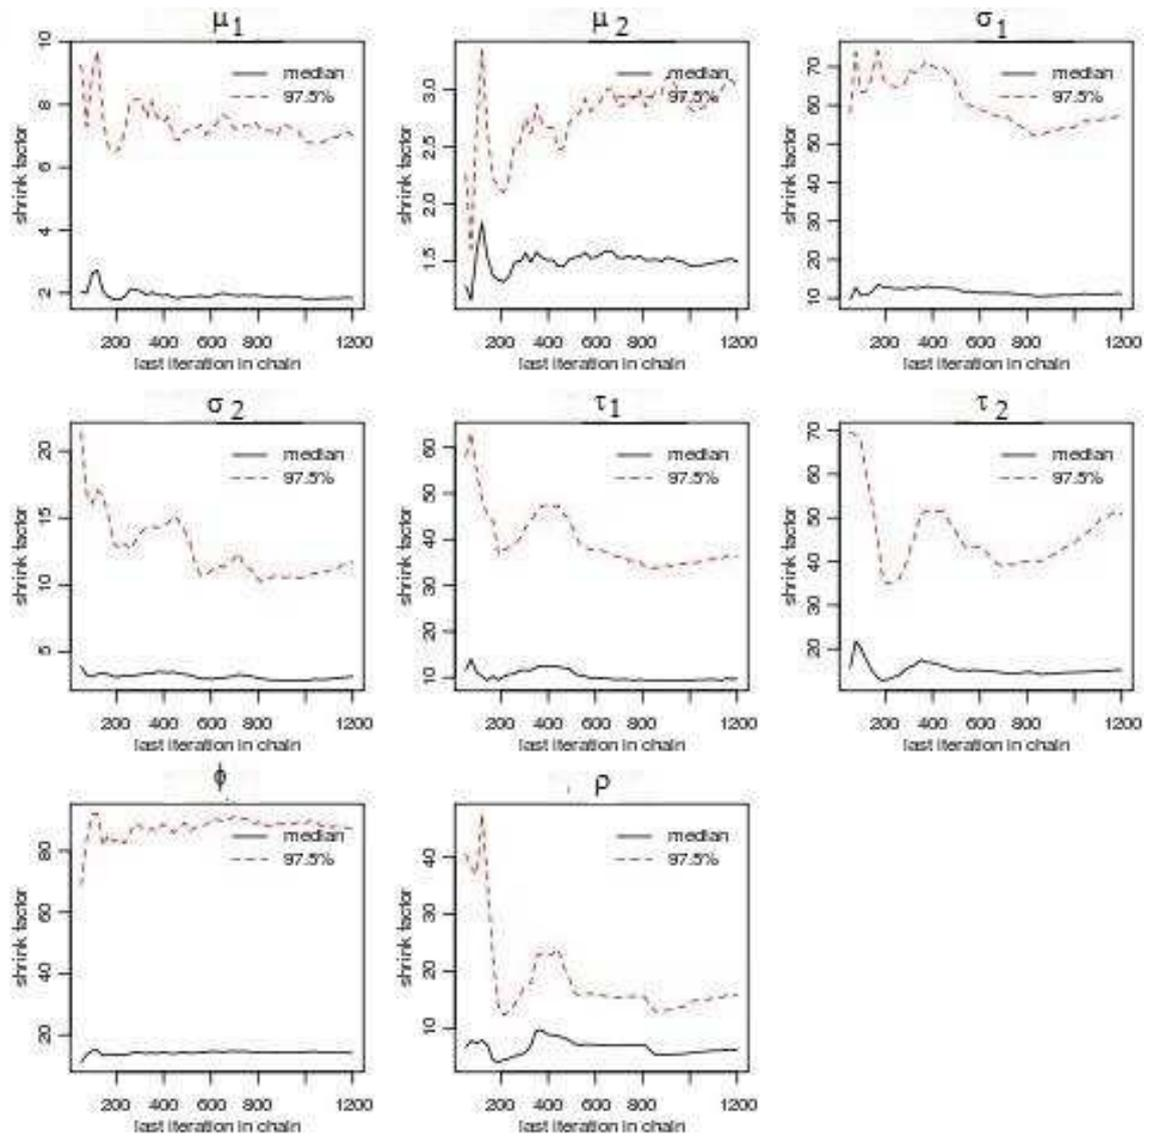 μ1 μ2 σ1
10
8
6
4
2
shrink factor
median
97.5%
200 400 600 800 1200
last iteration in chain
3.0
2.5
2.0
1.5
shrink factor
median
97.5%
200 400 600 800 1200
last iteration in chain
70
60
50
40
30
20
10
shrink factor
median
97.5%
200 400 600 800 1200
last iteration in chain
σ2 τ1 τ2
20
15
10
5
shrink factor
median
97.5%
200 400 600 800 1200
last iteration in chain
60
50
40
30
20
10
shrink factor
median
97.5%
200 400 600 800 1200
last iteration in chain
70
60
50
40
30
20
shrink factor
median
97.5%
200 400 600 800 1200
last iteration in chain
ϕ ρ
80
60
40
20
shrink factor
median
97.5%
200 400 600 800 1200
last iteration in chain
40
30
20
10
shrink factor
median
97.5%
200 400 600 800 1200
last iteration in chain